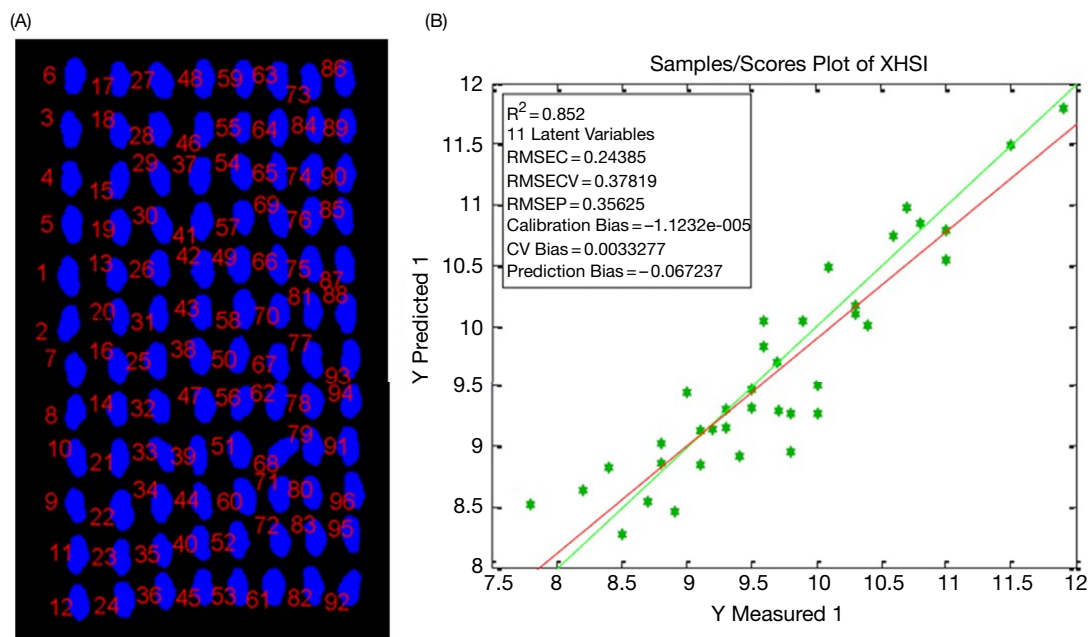 (A)
(B)
6 17 27 48 59 63 73 86
3 18 28 46 55 64 84 89
4 15 29 37 54 65 74 90
5 19 30 41 57 69 76 85
1 13 26 42 49 66 75 87
2 20 31 43 58 70 81 88
7 16 25 38 50 67 77 93
8 14 32 47 56 62 78 94
10 21 33 39 51 68 79 91
9 22 34 44 60 71 80 96
11 23 35 40 52 72 83 95
12 24 36 45 53 61 82 92
Samples/Scores Plot of XHSI
R² = 0.852
11 Latent Variables
RMSEC = 0.24385
RMSECV = 0.37819
RMSEP = 0.35625
Calibration Bias = −1.1232e-005
CV Bias = 0.0033277
Prediction Bias = −0.067237
Y Predicted 1
12
11.5
11
10.5
10
9.5
9
8.5
8
7.5 8 8.5 9 9.5 10 10.5 11 11.5 12
Y Measured 1